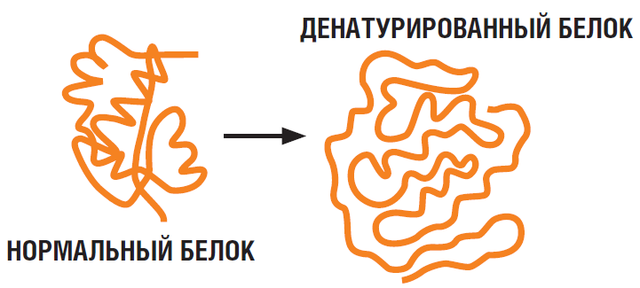 ДЕНАТУРИРОВАННЫЙ БЕЛОК
НОРМАЛЬНЫЙ БЕЛОК